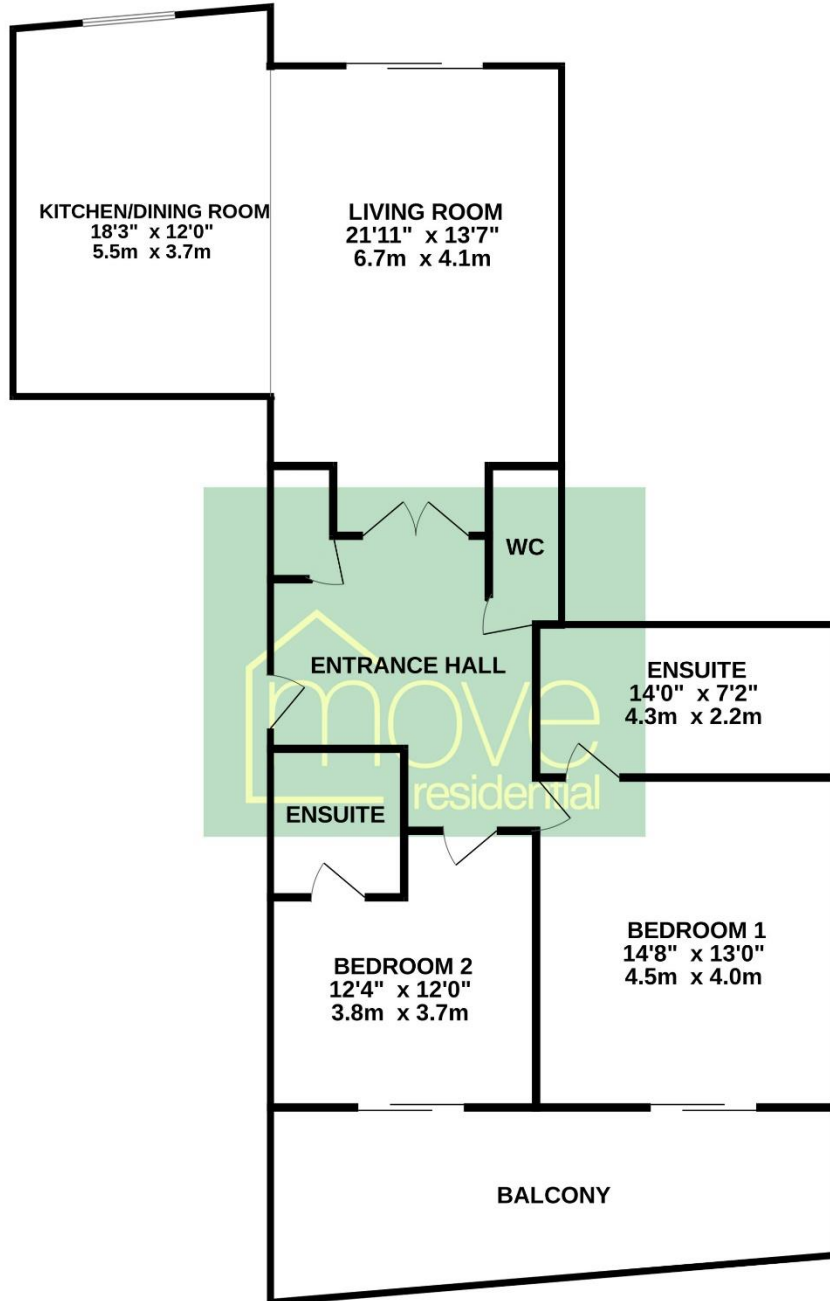 KITCHEN/DINING ROOM
18'3" x 12'0"
5.5m x 3.7m
LIVING ROOM
21'11" x 13'7"
6.7m x 4.1m
WC
ENTRANCE HALL
ENSUITE
14'0" x 7'2"
4.3m x 2.2m
move
residential
ENSUITE
BEDROOM 1
14'8" x 13'0"
4.5m x 4.0m
BEDROOM 2
12'4" x 12'0"
3.8m x 3.7m
BALCONY